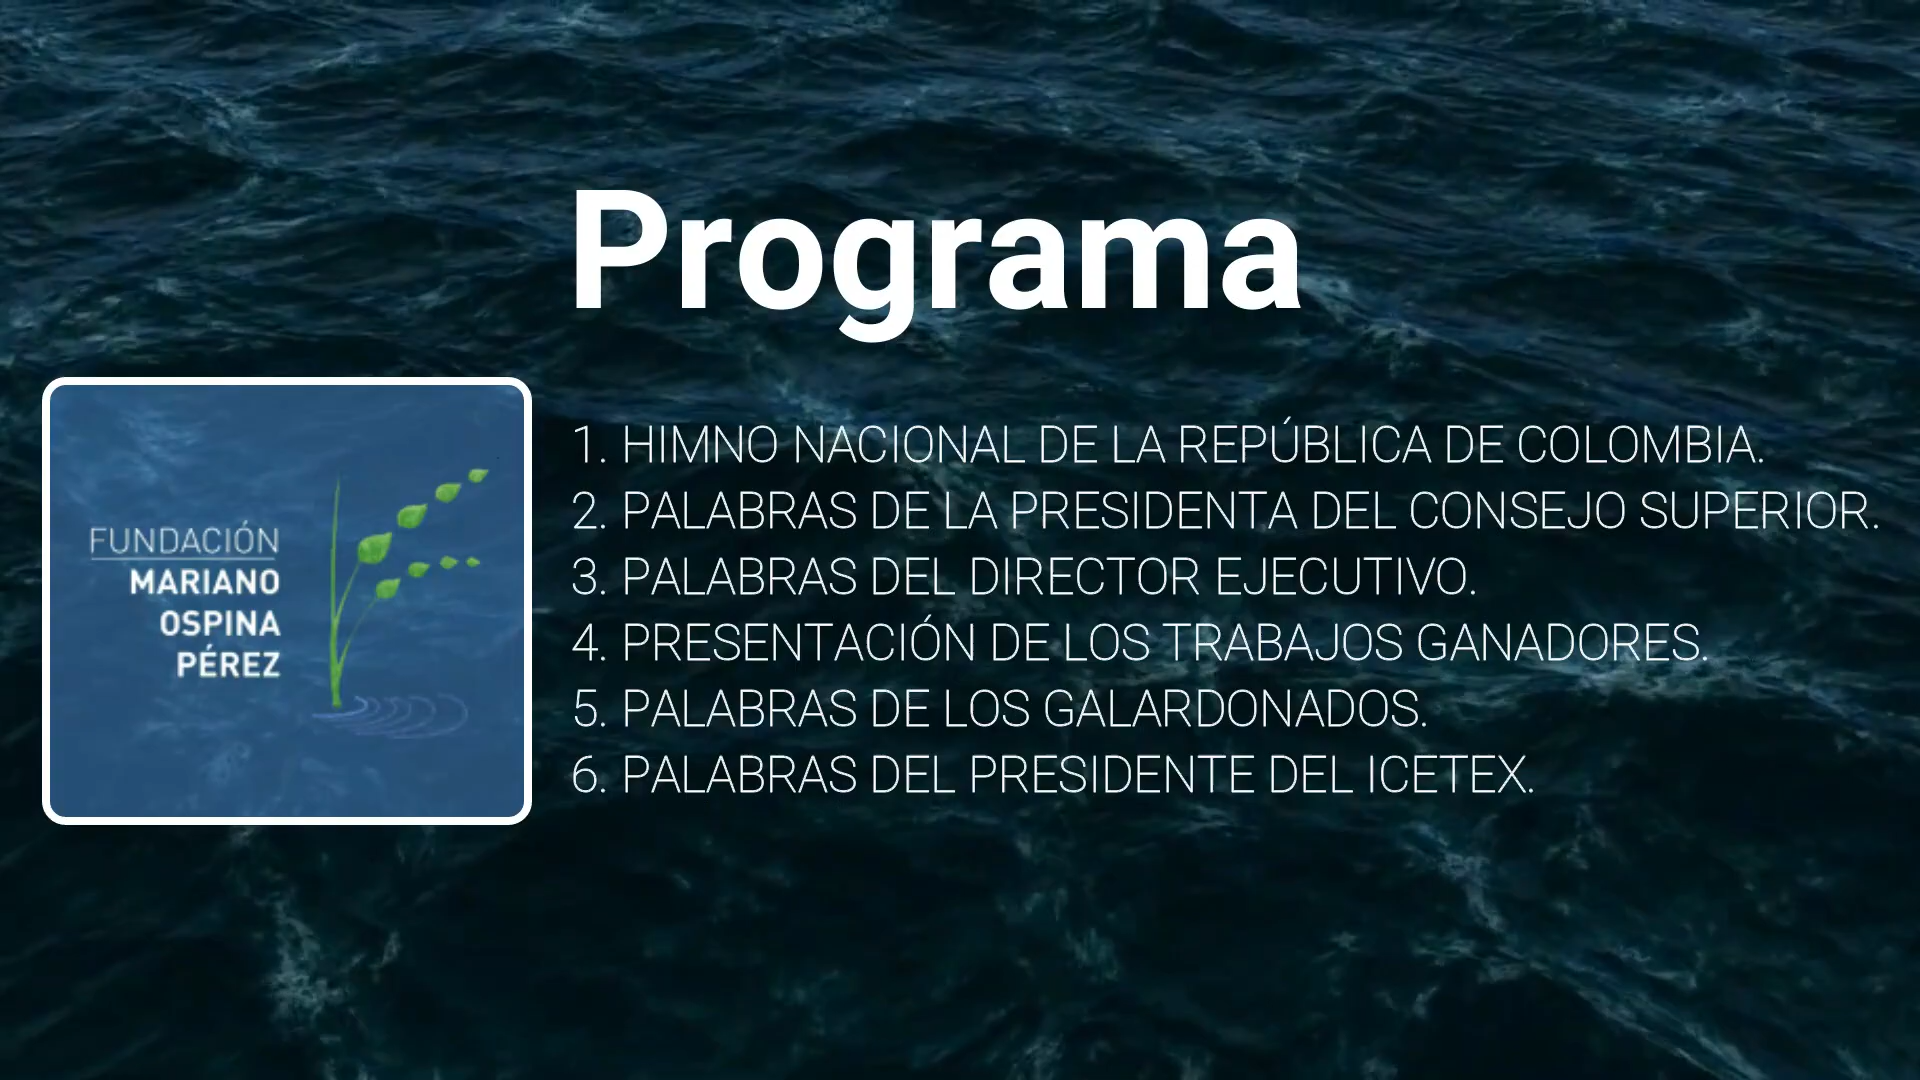 Programa
FUNDACIÓN
MARIANO
OSPINA
PÉREZ
1. HIMNO NACIONAL DE LA REPÚBLICA DE COLOMBIA.
2. PALABRAS DE LA PRESIDENTA DEL CONSEJO SUPERIOR.
3. PALABRAS DEL DIRECTOR EJECUTIVO.
4. PRESENTACIÓN DE LOS TRABAJOS GANADORES.
5. PALABRAS DE LOS GALARDONADOS.
6. PALABRAS DEL PRESIDENTE DEL ICETEX.